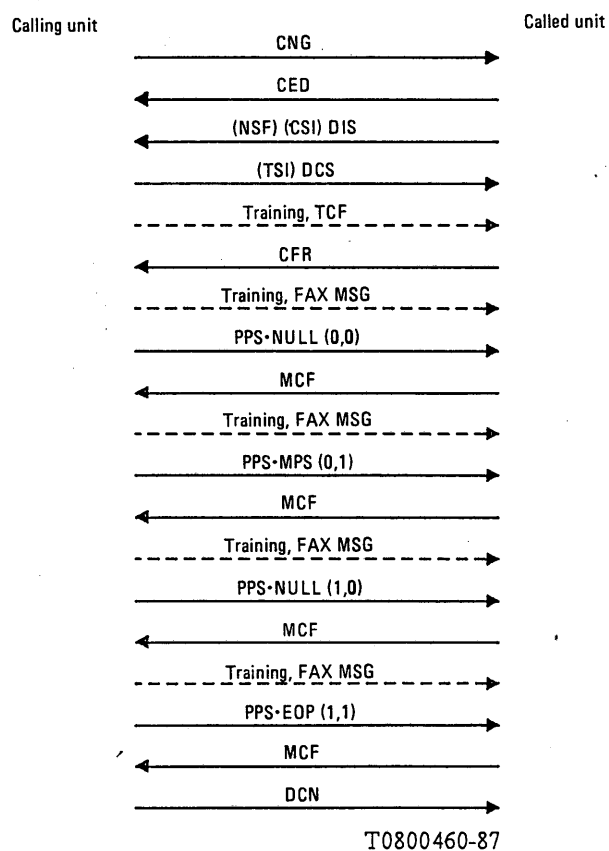 Calling unit
Called unit
CNG
CED
(NSF) (CSI) DIS
(TSI) DCS
Training, TCF
CFR
Training, FAX MSG
PPS·NULL (0,0)
MCF
Training, FAX MSG
PPS·MPS (0,1)
MCF
Training, FAX MSG
PPS·NULL (1,0)
MCF
Training, FAX MSG
PPS·EOP (1,1)
MCF
DCN
T0800460-87